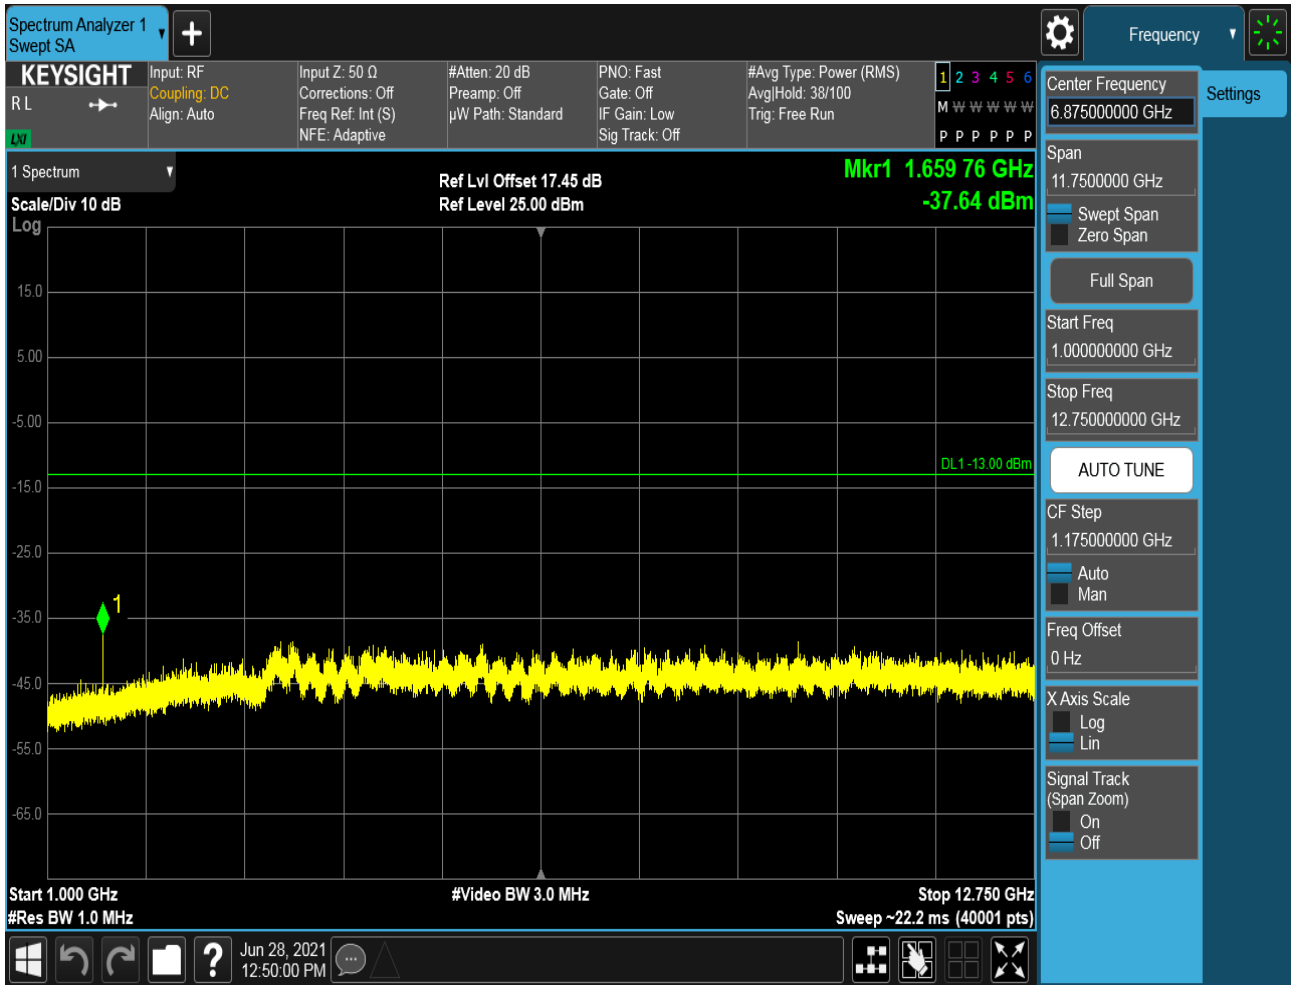 Spectrum Analyzer 1
Swept SA
Frequency
KEYSIGHT
R L
LXI
Input: RF
Coupling: DC
Align: Auto
Input Z: 50 Ω
Corrections: Off
Freq Ref: Int (S)
NFE: Adaptive
#Atten: 20 dB
Preamp: Off
µW Path: Standard
PNO: Fast
Gate: Off
IF Gain: Low
Sig Track: Off
#Avg Type: Power (RMS)
Avg|Hold: 38/100
Trig: Free Run
1 2 3 4 5 6
M W W W W W
P P P P P P
1 Spectrum
Scale/Div 10 dB
Log
Ref Lvl Offset 17.45 dB
Ref Level 25.00 dBm
Mkr1 1.659 76 GHz
-37.64 dBm
15.0
5.00
-5.00
DL1 -13.00 dBm
-15.0
-25.0
1
-35.0
-45.0
-55.0
-65.0
Start 1.000 GHz
#Res BW 1.0 MHz
#Video BW 3.0 MHz
Stop 12.750 GHz
Sweep ~22.2 ms (40001 pts)
Center Frequency
6.875000000 GHz
Settings
Span
11.7500000 GHz
Swept Span
Zero Span
Full Span
Start Freq
1.000000000 GHz
Stop Freq
12.750000000 GHz
AUTO TUNE
CF Step
1.175000000 GHz
Auto
Man
Freq Offset
0 Hz
X Axis Scale
Log
Lin
Signal Track
(Span Zoom)
On
Off
?
Jun 28, 2021
12:50:00 PM